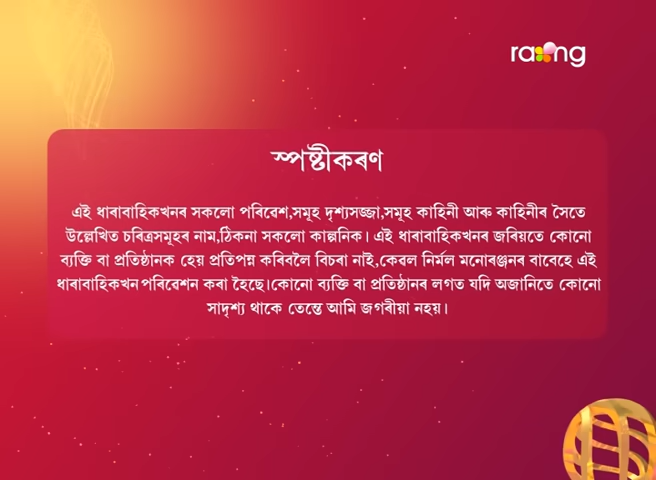 rang
স্পষ্টীকৰণ
এই ধাৰাবাহিকখনৰ সকলো পৰিৱেশ,সমূহ দৃশ্যসজ্জা,সমূহ কাহিনী আৰু কাহিনীৰ সৈতে
উল্লেখিত চৰিত্ৰসমূহৰ নাম,ঠিকনা সকলো কাল্পনিক। এই ধাৰাবাহিকখনৰ জৰিয়তে কোনো
ব্যক্তি বা প্ৰতিষ্ঠানক হেয় প্ৰতিপন্ন কৰিবলৈ বিচৰা নাই,কেৱল নিৰ্মল মনোৰঞ্জনৰ বাবেহে এই
ধাৰাবাহিকখন পৰিৱেশন কৰা হৈছে।কোনো ব্যক্তি বা প্ৰতিষ্ঠানৰ লগত যদি অজানিতে কোনো
সাদৃশ্য থাকে তেন্তে আমি জগৰীয়া নহয়।